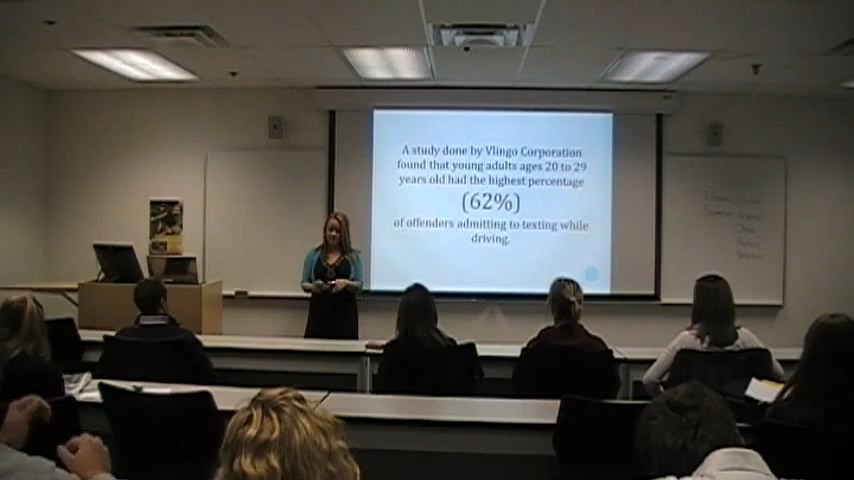 A study done by Vlingo Corporation
found that young adults ages 20 to 29
years old had the highest percentage
(62%)
of offenders admitting to texting while
driving.